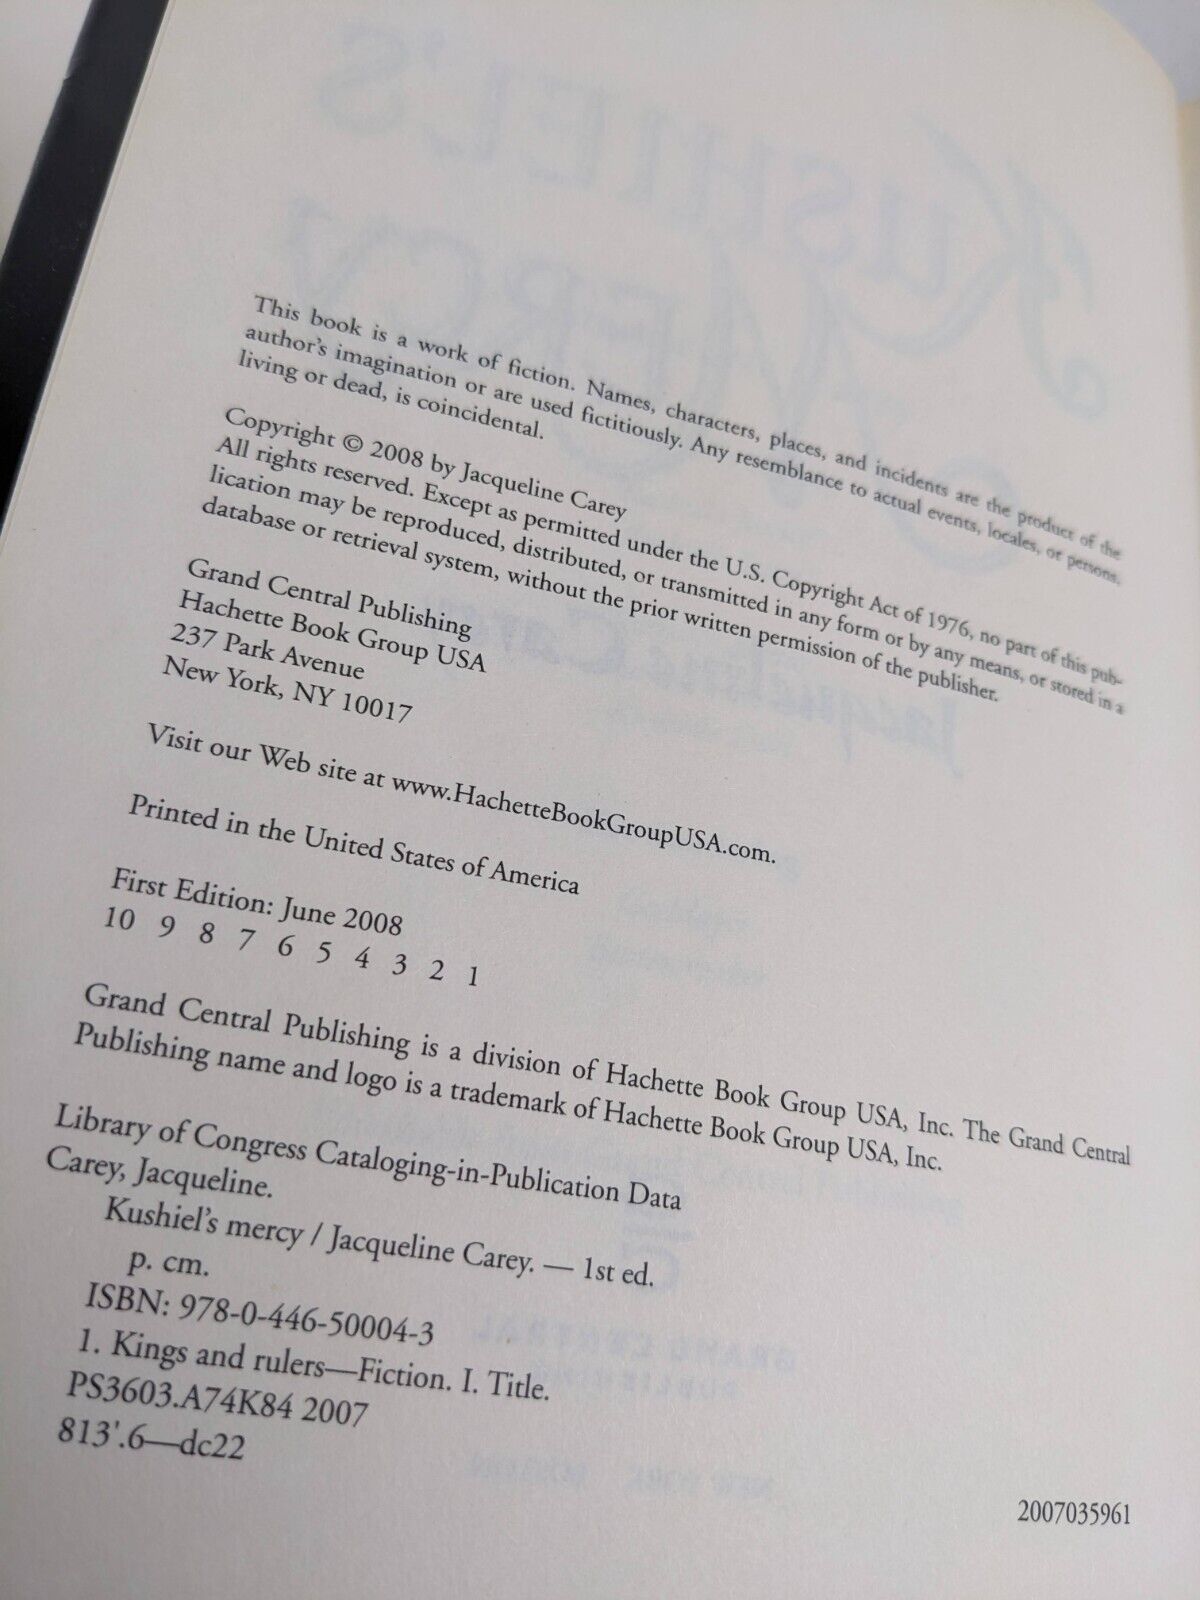 This book is a work of fiction. Names, characters, places, and incidents are the product of the
author's imagination or are used fictitiously. Any resemblance to actual events, locales, or persons,
living or dead, is coincidental.
Copyright © 2008 by Jacqueline Carey
All rights reserved. Except as permitted under the U.S. Copyright Act of 1976, no part of this pub-
lication may be reproduced, distributed, or transmitted in any form or by any means, or stored in a
database or retrieval system, without the prior written permission of the publisher.
Grand Central Publishing
Hachette Book Group USA
237 Park Avenue
New York, NY 10017
Visit our Web site at www.HachetteBookGroupUSA.com.
Printed in the United States of America
First Edition: June 2008
10 9 8 7 6 5 4 3 2 1
Grand Central Publishing is a division of Hachette Book Group USA, Inc. The Grand Central
Publishing name and logo is a trademark of Hachette Book Group USA, Inc.
Library of Congress Cataloging-in-Publication Data
Carey, Jacqueline.
Kushiel's mercy / Jacqueline Carey. — 1st ed.
p. cm.
ISBN: 978-0-446-50004-3
1. Kings and rulers—Fiction. I. Title.
PS3603.A74K84 2007
813'.6—dc22
2007035961